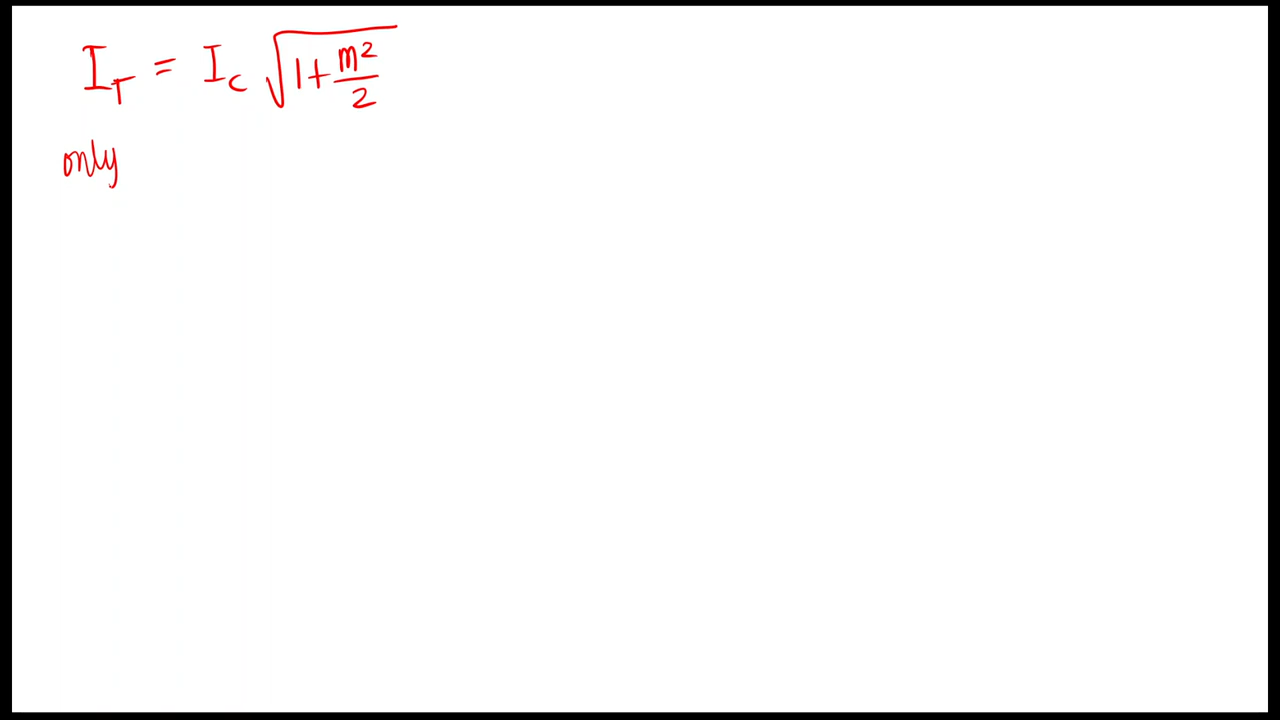 I_T = I_C √(1 + m²/2)
only